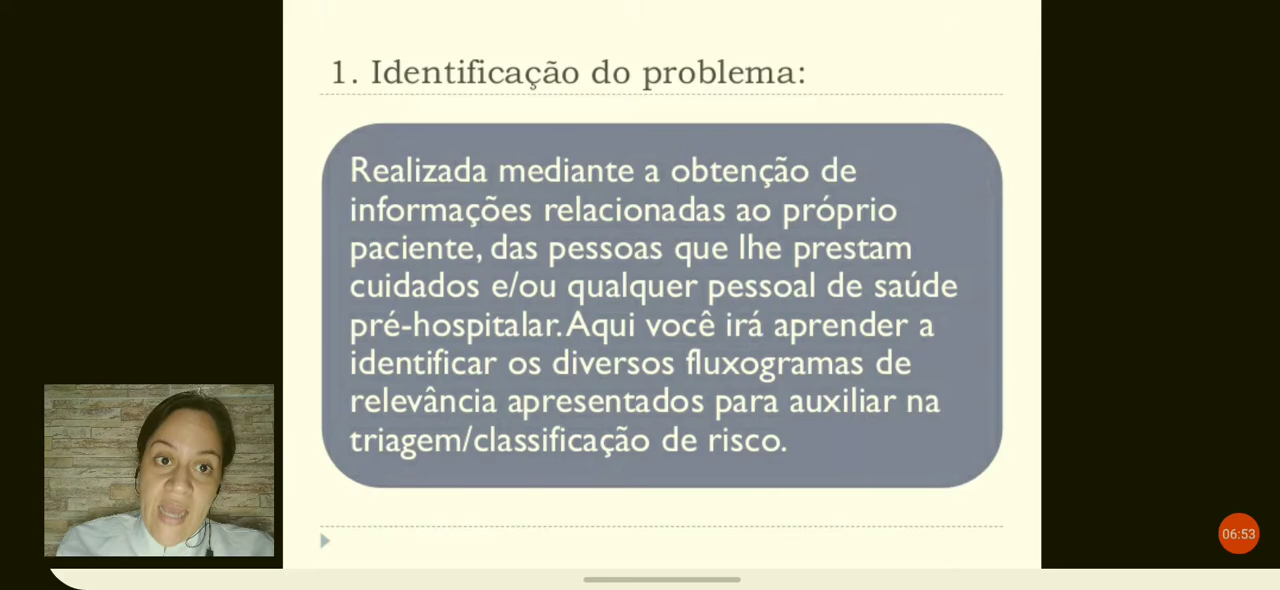 1. Identificação do problema:
Realizada mediante a obtenção de
informações relacionadas ao próprio
paciente, das pessoas que lhe prestam
cuidados e/ou qualquer pessoal de saúde
pré-hospitalar. Aqui você irá aprender a
identificar os diversos fluxogramas de
relevância apresentados para auxiliar na
triagem/classificação de risco.
06:53